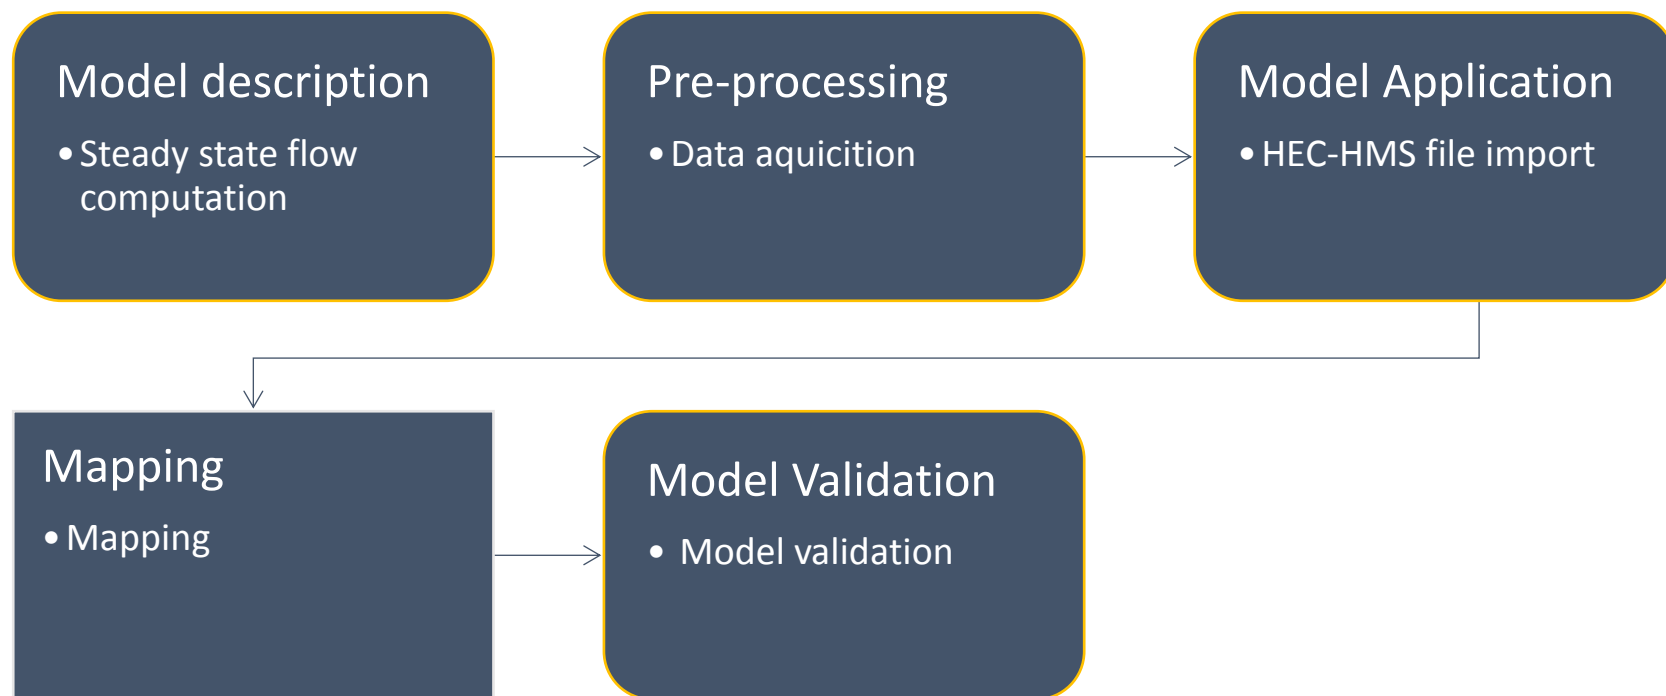 Model description
• Steady state flow
computation
Pre-processing
• Data aquicition
Model Application
• HEC-HMS file import
Mapping
• Mapping
Model Validation
• Model validation